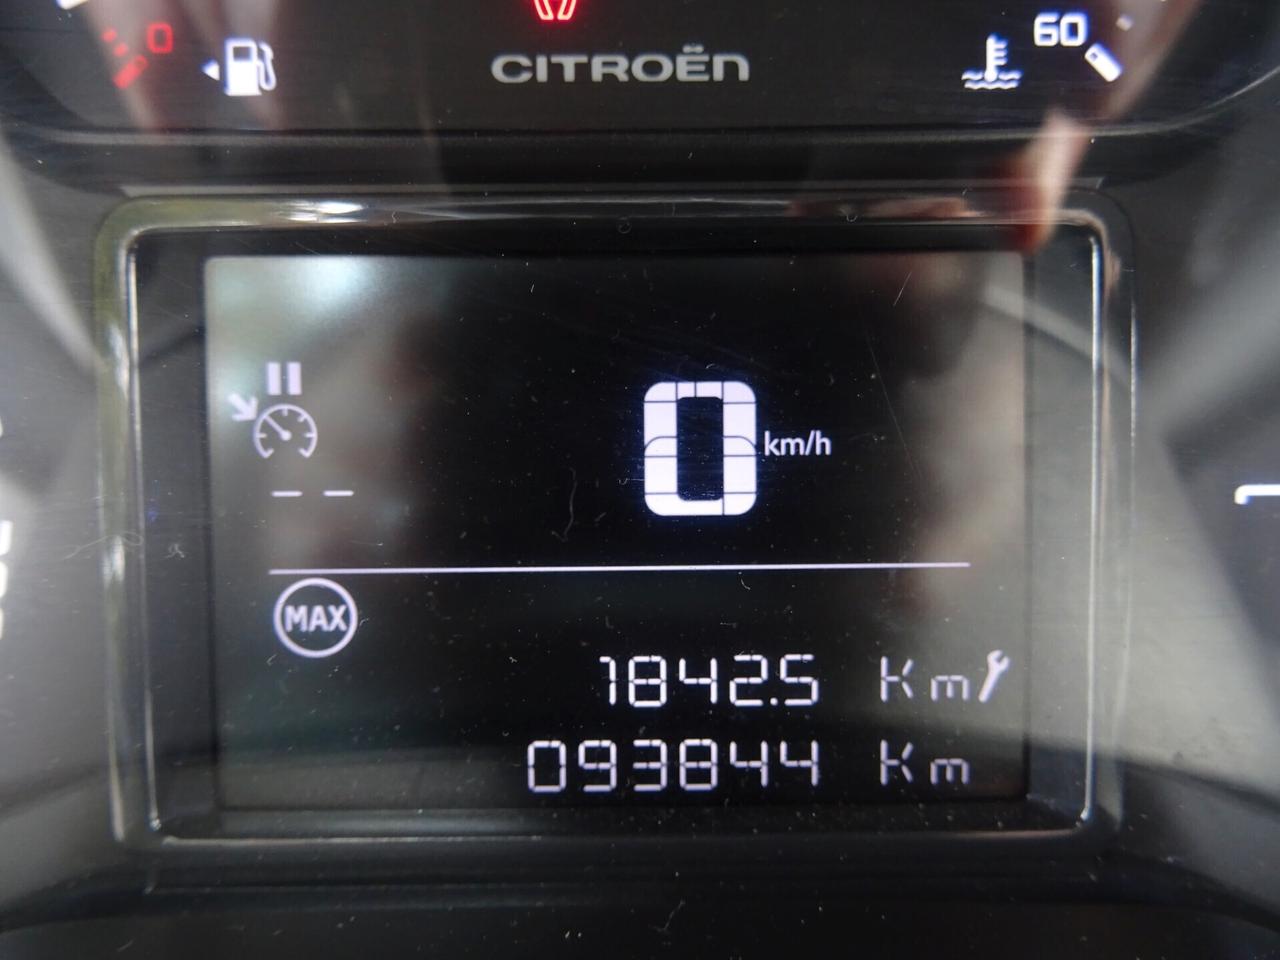 0
CITROËN
60
0 km/h
-- --
MAX
1842.5 Km
093844 Km